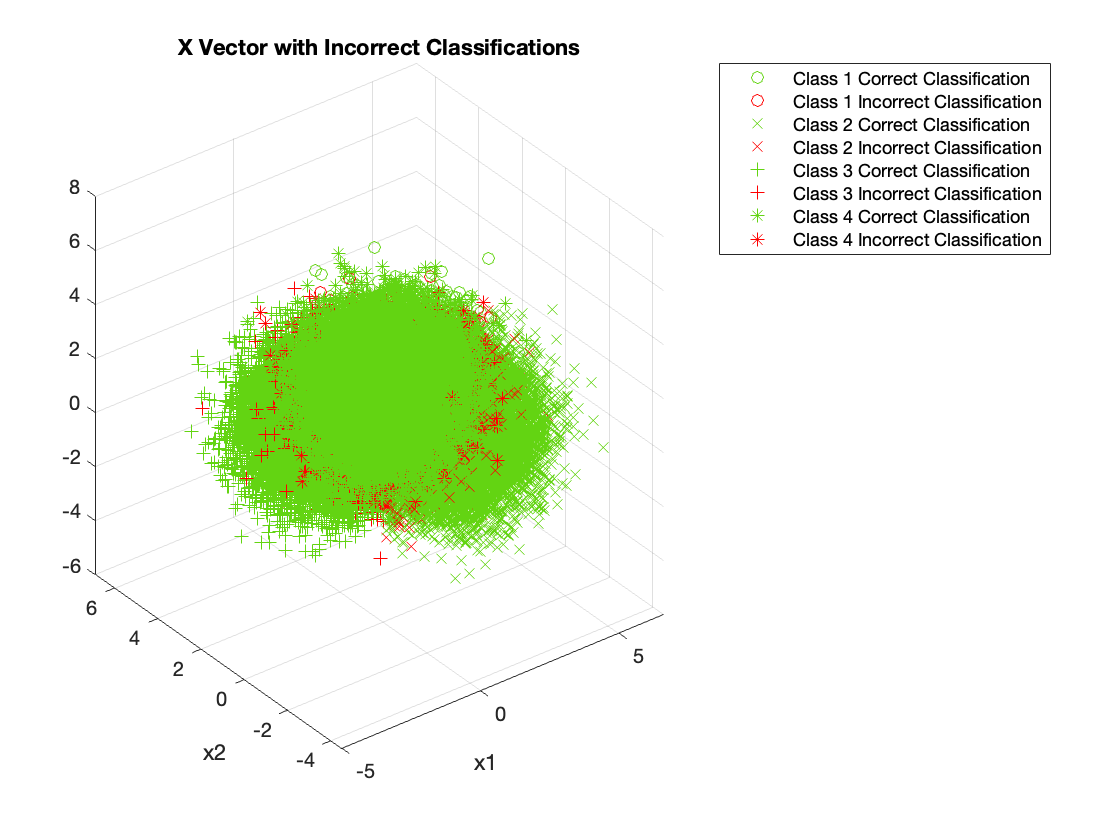 X Vector with Incorrect Classifications
Class 1 Correct Classification
Class 1 Incorrect Classification
Class 2 Correct Classification
Class 2 Incorrect Classification
Class 3 Correct Classification
Class 3 Incorrect Classification
Class 4 Correct Classification
Class 4 Incorrect Classification
8
6
4
2
0
-2
-4
-6
6
4
2
0
-2
-4
x2
-5
0
5
x1